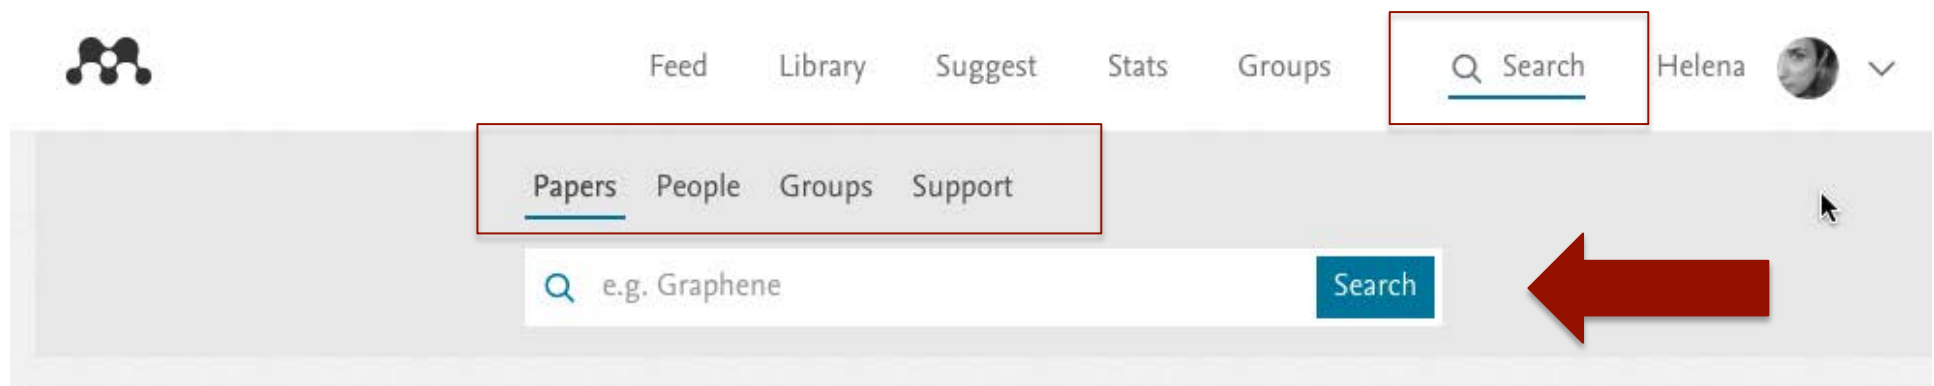 Feed Library Suggest Stats Groups Search Helena
Papers People Groups Support
e.g. Graphene Search